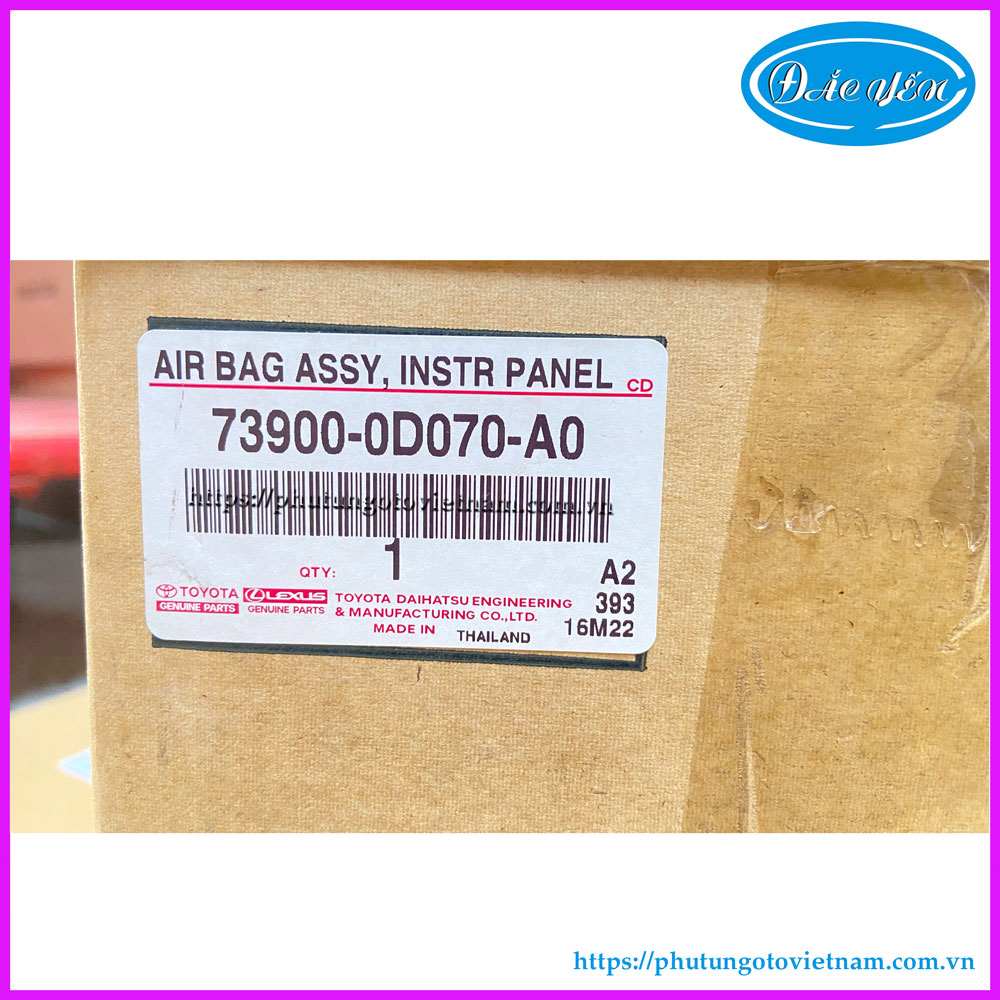 ĐẮC YẾN
AIR BAG ASSY, INSTR PANEL CD
73900-0D070-A0
https://phutungotovietnam.com.vn
QTY: 1 A2
TOYOTA LEXUS TOYOTA DAIHATSU ENGINEERING 393
GENUINE PARTS GENUINE PARTS & MANUFACTURING CO.,LTD. 16M22
MADE IN THAILAND
https://phutungotovietnam.com.vn